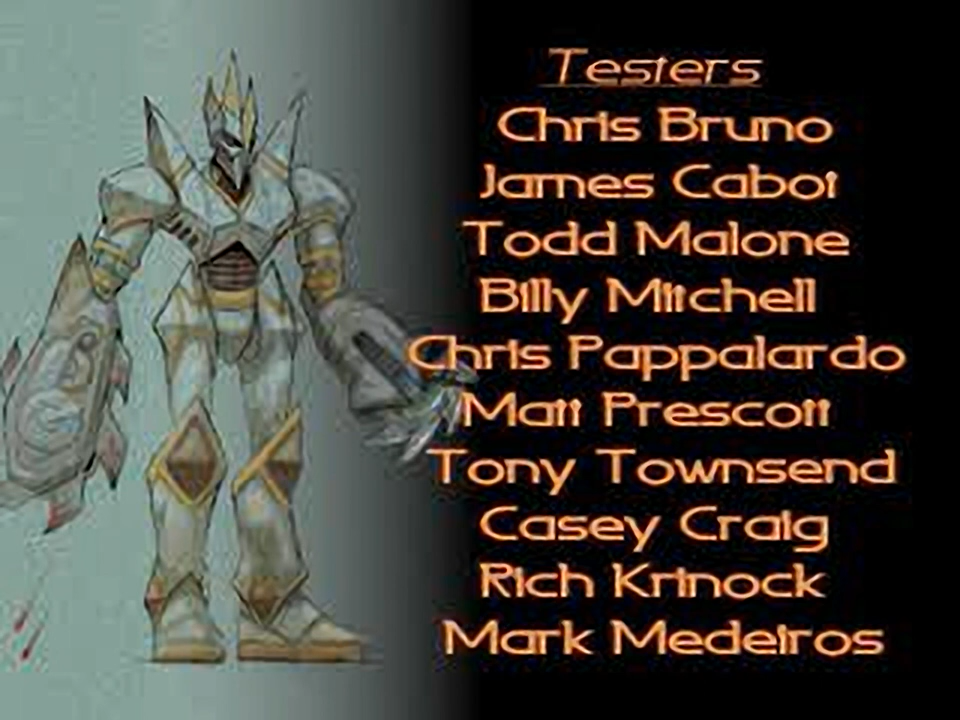 Testers
Chris Bruno
James Cabot
Todd Malone
Billy Mitchell
Chris Pappalardo
Matt Prescott
Tony Townsend
Casey Craig
Rich Krinock
Mark Medeiros